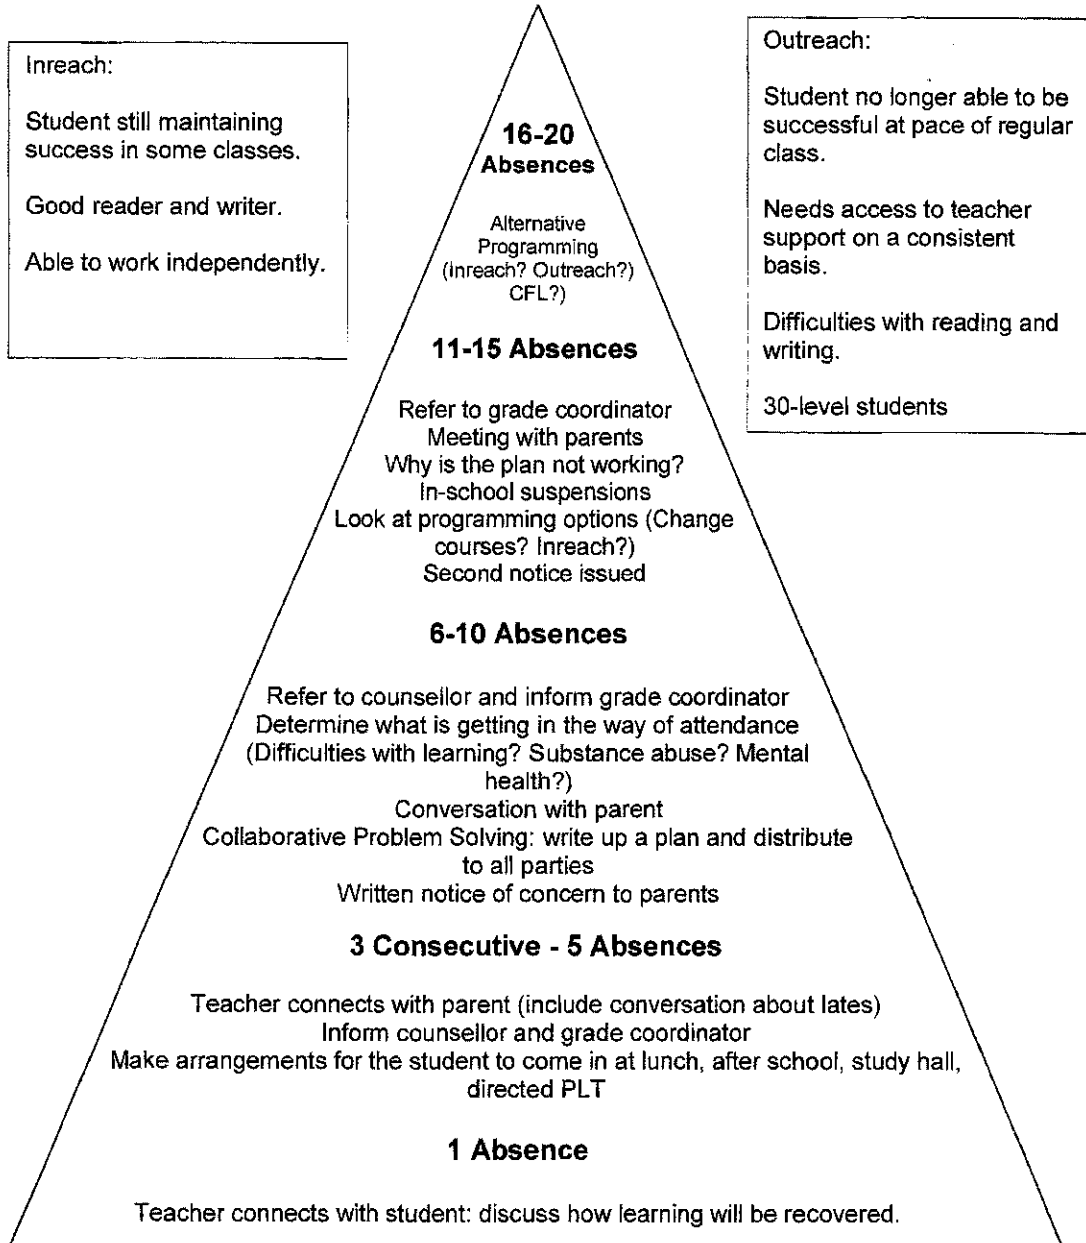 Inreach:
Student still maintaining
success in some classes.
Good reader and writer.
Able to work independently.
Outreach:
Student no longer able to be
successful at pace of regular
class.
Needs access to teacher
support on a consistent
basis.
Difficulties with reading and
writing.
30-level students
16-20
Absences
Alternative
Programming
(Inreach? Outreach?)
CFL?)
11-15 Absences
Refer to grade coordinator
Meeting with parents
Why is the plan not working?
In-school suspensions
Look at programming options (Change
courses? Inreach?)
Second notice issued
6-10 Absences
Refer to counsellor and inform grade coordinator
Determine what is getting in the way of attendance
(Difficulties with learning? Substance abuse? Mental
health?)
Conversation with parent
Collaborative Problem Solving: write up a plan and distribute
to all parties
Written notice of concern to parents
3 Consecutive - 5 Absences
Teacher connects with parent (include conversation about lates)
Inform counsellor and grade coordinator
Make arrangements for the student to come in at lunch, after school, study hall,
directed PLT
1 Absence
Teacher connects with student: discuss how learning will be recovered.